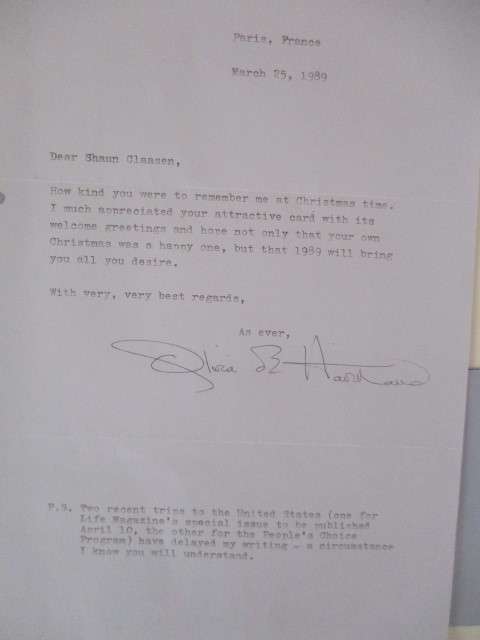 Paris, France
March 25, 1989
Dear Shaun Claasen,
How kind you were to remember me at Christmas time.
I much appreciated your attractive card with its
welcome greetings and hope not only that your own
Christmas was a happy one, but that 1989 will bring
you all you desire.
With very, very best regards,
As ever,
Olivia de Havilland
P.S. Two recent trips to the United States (one for
Life Magazine's special issue to be published
April 10, the other for the People's Choice
Program) have delayed my writing - a circumstance
I know you will understand.